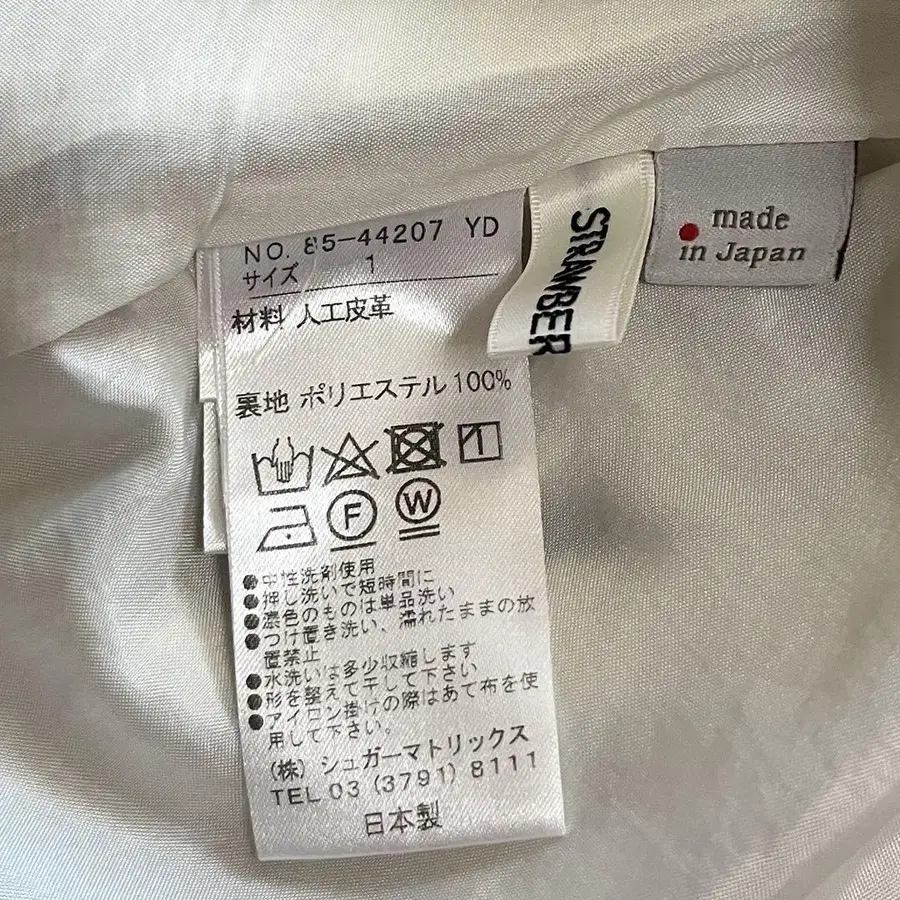 NO. 85-44207 YD
サイズ 1
材料 人工皮革
裏地 ポリエステル100%
1
F
W
●中性洗剤使用
●押し洗いで短時間に
●濃色のものは単品洗い
●つけ置き洗い、濡れたままの放
置禁止
●水洗いは多少収縮します
●形を整えて干して下さい
●アイロン掛けの際はあて布を使
用して下さい。
(株) シュガーマトリックス
TEL.03 (3791) 8111
日本製
STRAWBER
made
in Japan